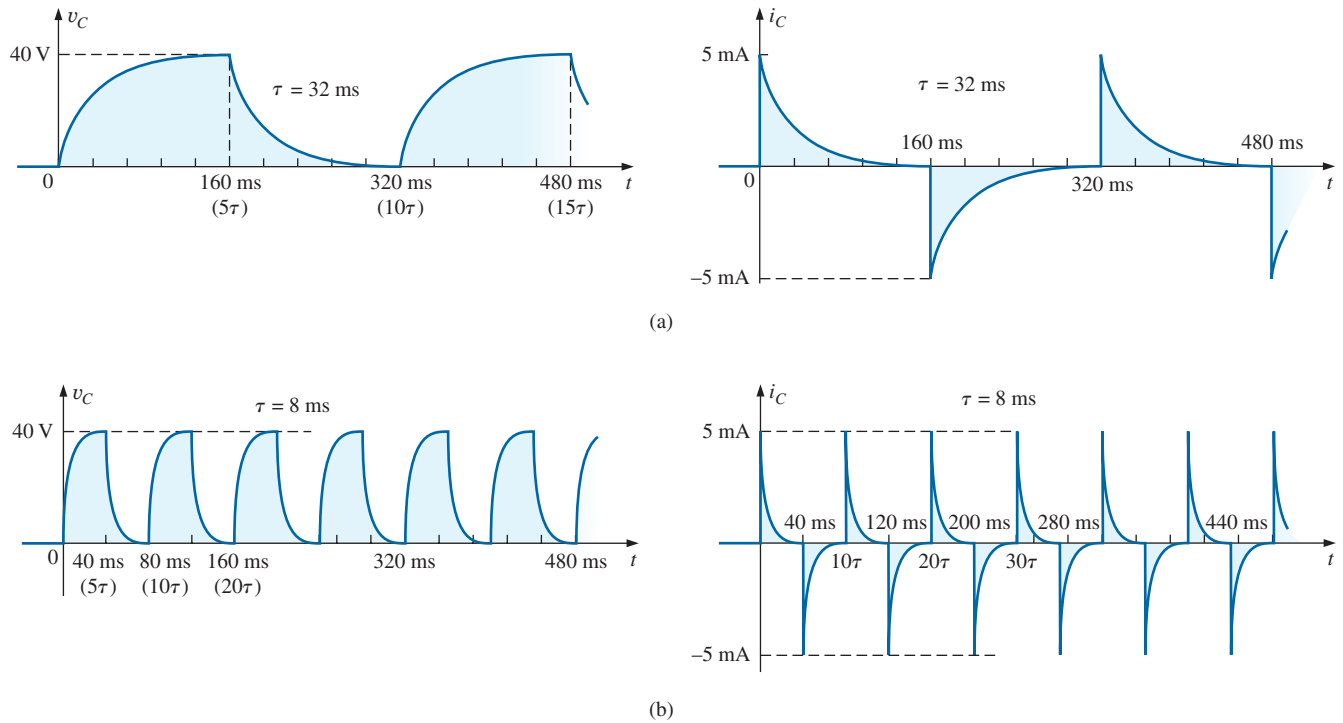 v_C
40 V
τ = 32 ms
0
160 ms
(5τ)
320 ms
(10τ)
480 ms
(15τ)
t
i_C
5 mA
τ = 32 ms
160 ms
480 ms
0
320 ms
t
–5 mA
(a)
v_C
τ = 8 ms
40 V
0
40 ms
(5τ)
80 ms
(10τ)
160 ms
(20τ)
320 ms
480 ms
t
i_C
τ = 8 ms
5 mA
40 ms
120 ms
200 ms
280 ms
440 ms
0
10τ
20τ
30τ
t
–5 mA
(b)